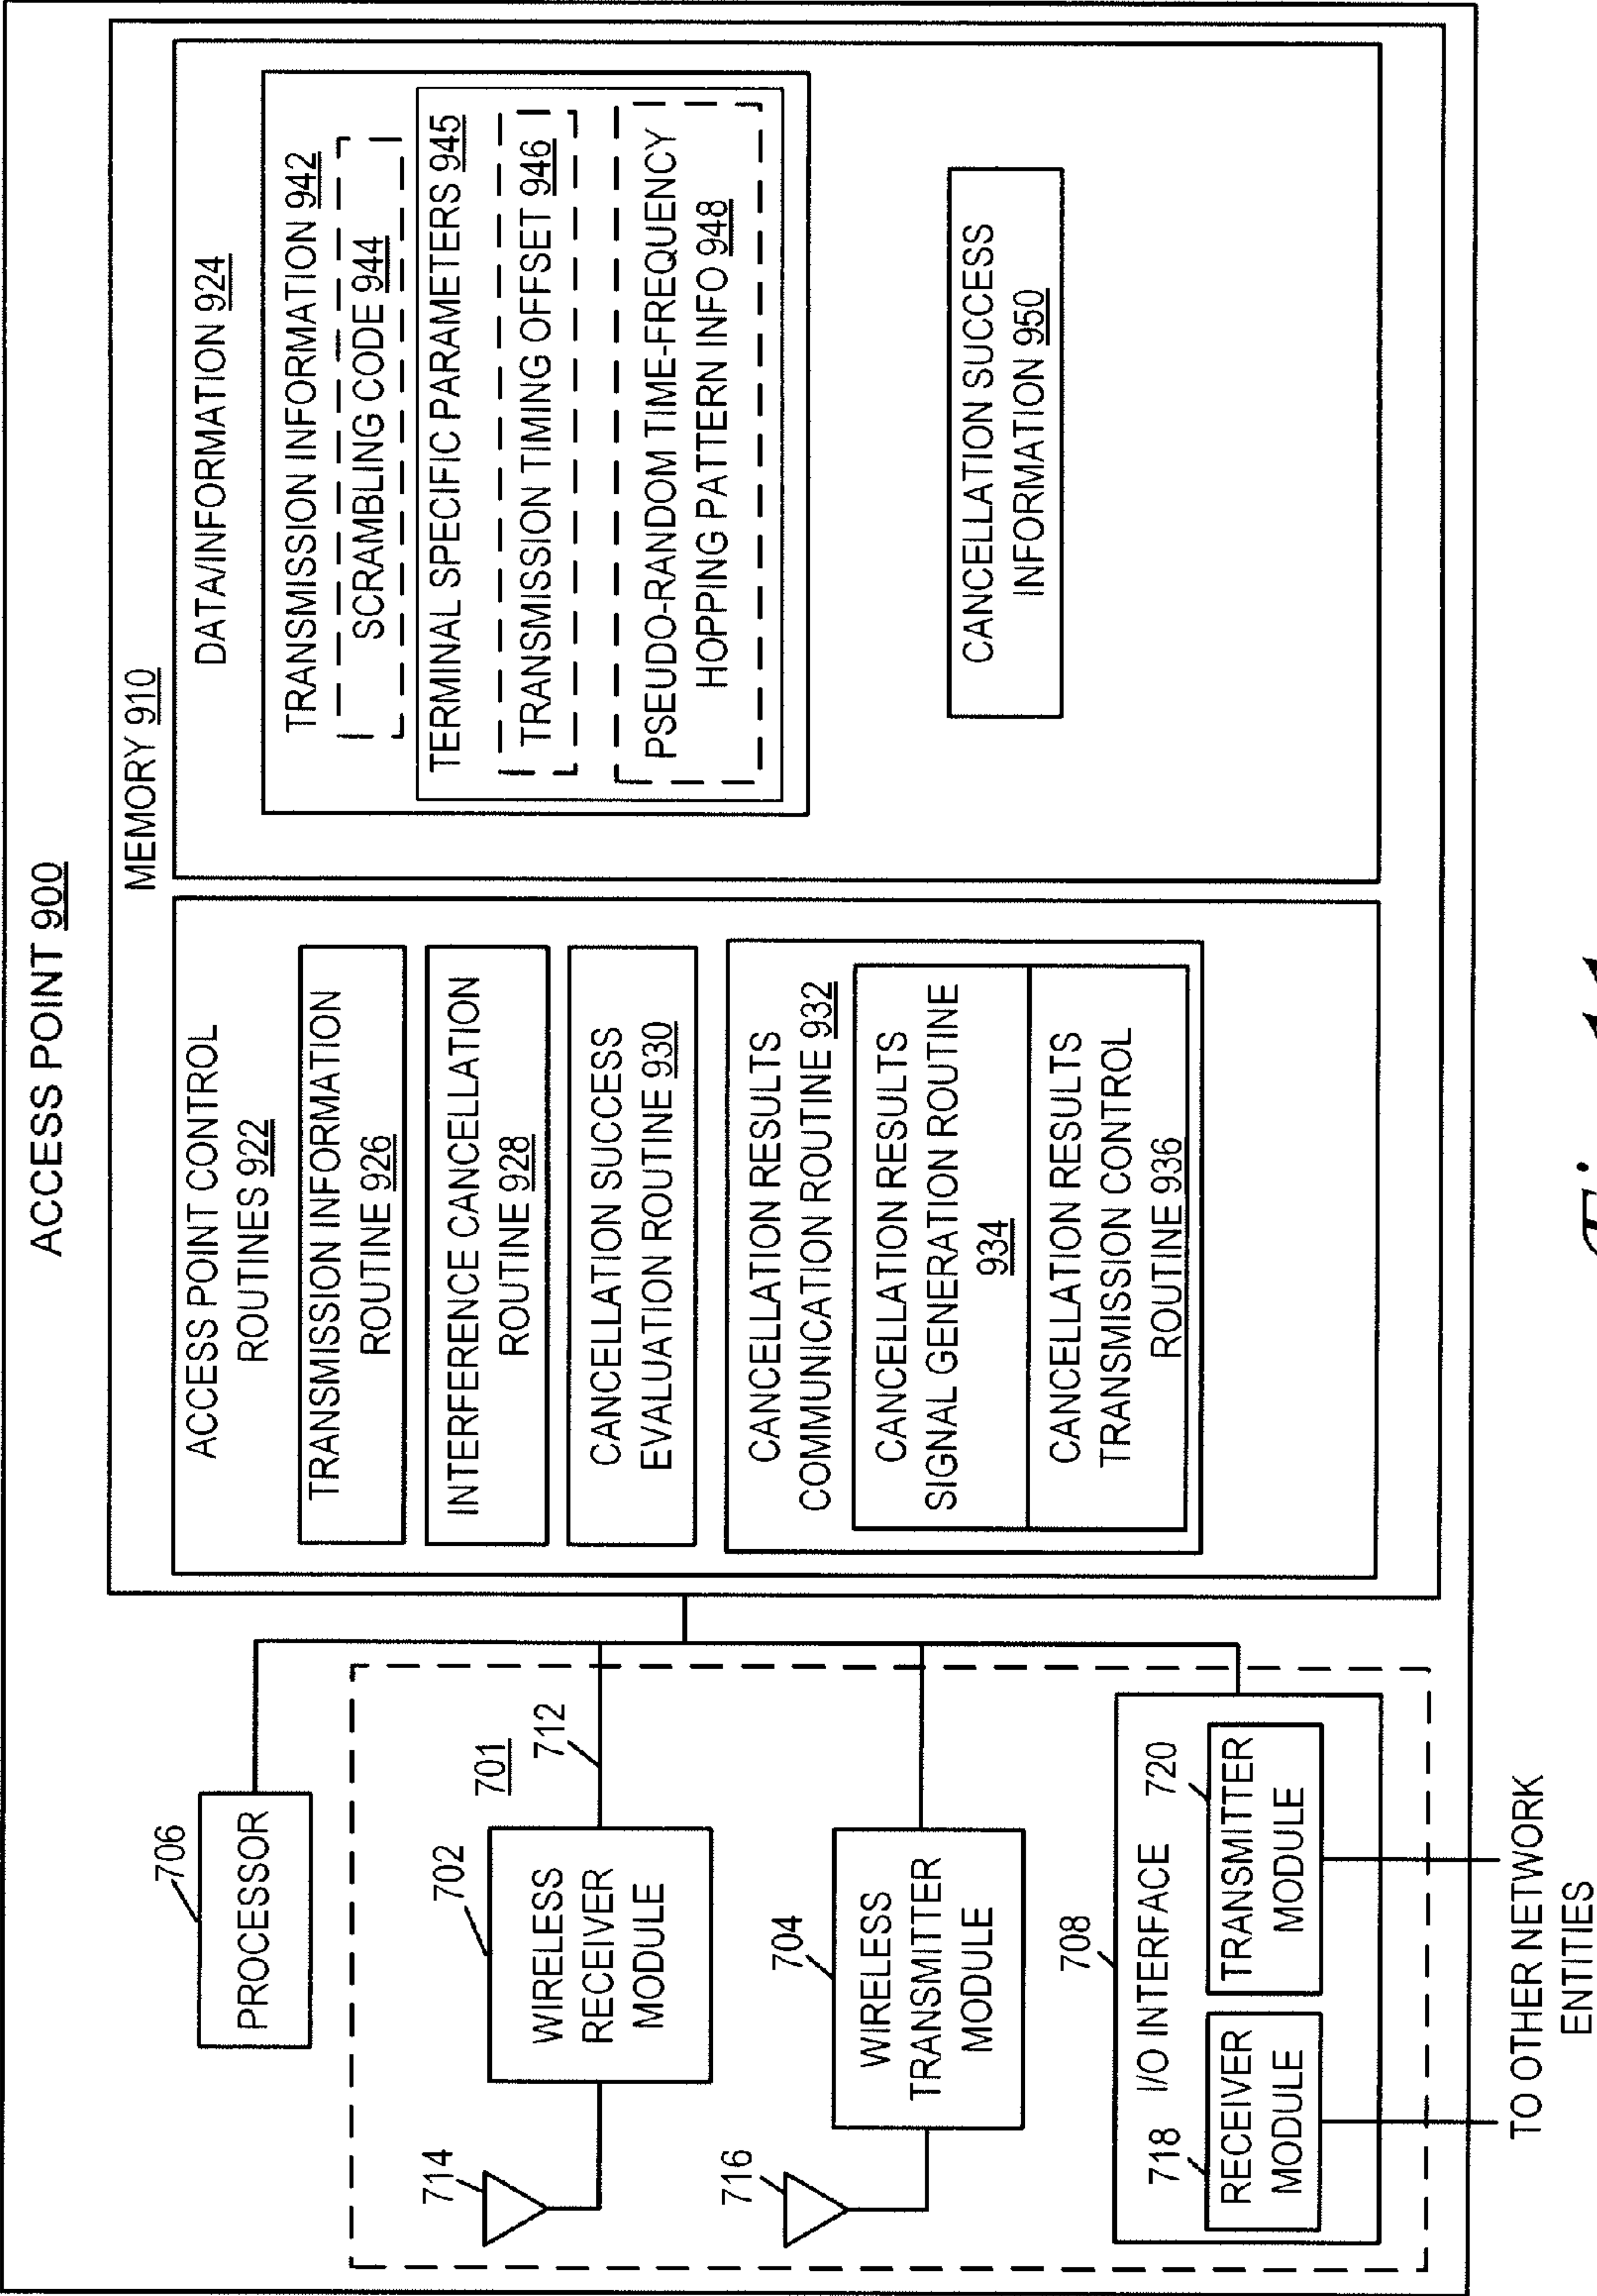 ACCESS POINT 900
706
PROCESSOR
701
714
702
WIRELESS
RECEIVER
MODULE
712
716
704
WIRELESS
TRANSMITTER
MODULE
708
I/O INTERFACE
718
RECEIVER
MODULE
720
TRANSMITTER
MODULE
TO OTHER NETWORK
ENTITIES
MEMORY 910
ACCESS POINT CONTROL
ROUTINES 922
TRANSMISSION INFORMATION
ROUTINE 926
INTERFERENCE CANCELLATION
ROUTINE 928
CANCELLATION SUCCESS
EVALUATION ROUTINE 930
CANCELLATION RESULTS
COMMUNICATION ROUTINE 932
CANCELLATION RESULTS
SIGNAL GENERATION ROUTINE
934
CANCELLATION RESULTS
TRANSMISSION CONTROL
ROUTINE 936
DATA/INFORMATION 924
TRANSMISSION INFORMATION 942
SCRAMBLING CODE 944
TERMINAL SPECIFIC PARAMETERS 945
TRANSMISSION TIMING OFFSET 946
PSEUDO-RANDOM TIME-FREQUENCY
HOPPING PATTERN INFO 948
CANCELLATION SUCCESS
INFORMATION 950